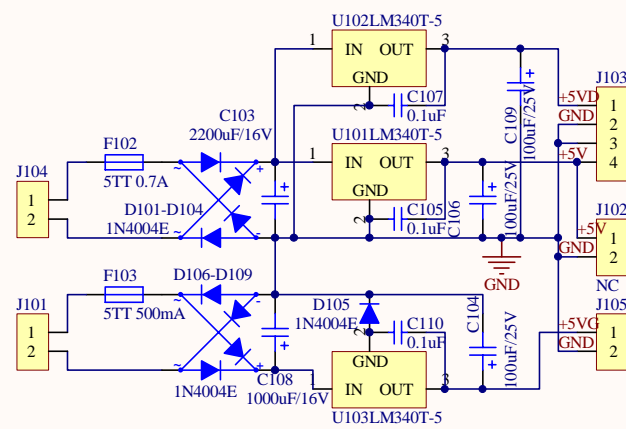 U102LM340T-5
1
IN
OUT
3
GND
2
C107
0.1uF
C109
100uF/25V
J103
+5VD
1
GND
2
3
+5V
4
C103
2200uF/16V
F102
5TT 0.7A
J104
1
2
~
~
+
-
D101-D104
1N4004E
U101LM340T-5
1
IN
OUT
3
GND
2
C105
0.1uF
C106
100uF/25V
GND
J102
+5V
1
GND
2
NC
F103
5TT 500mA
J101
1
2
D106-D109
~
~
-
+
1N4004E
C108
1000uF/16V
D105
1N4004E
C110
0.1uF
2
GND
1
IN
OUT
3
U103LM340T-5
C104
100uF/25V
J105
+5VG
1
GND
2